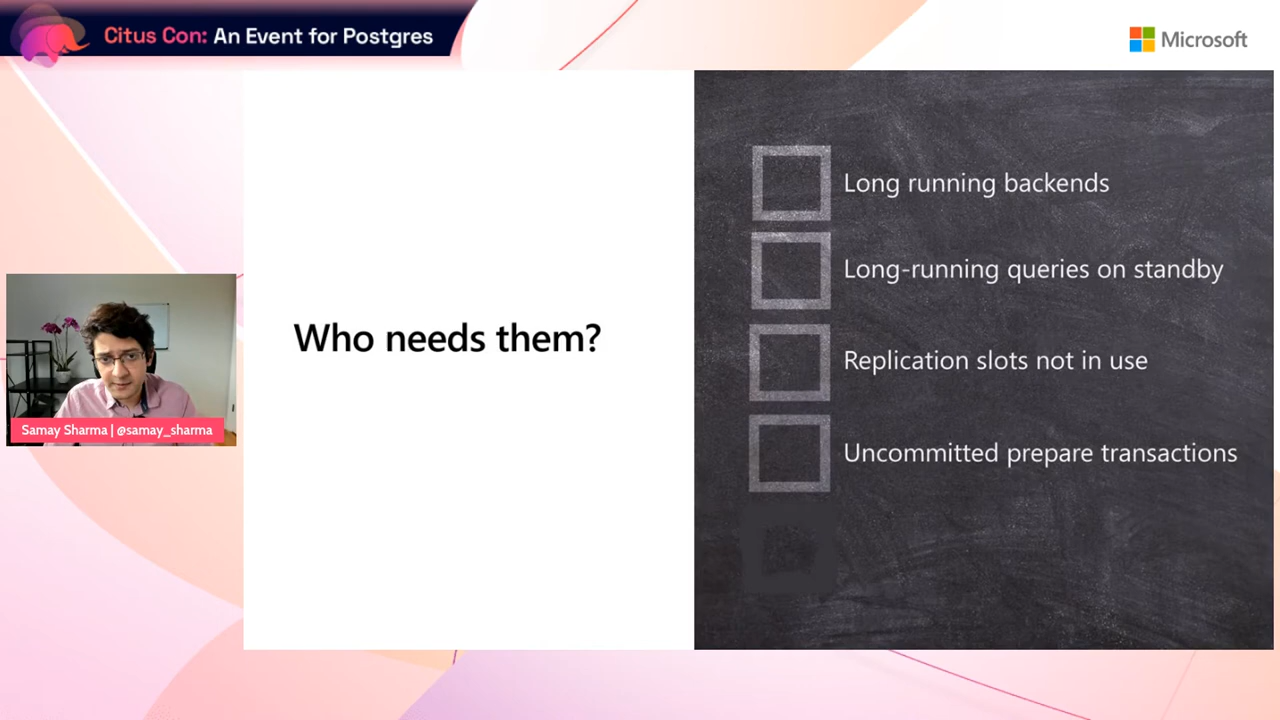 Citus Con: An Event for Postgres
Microsoft
Long running backends
Long-running queries on standby
Who needs them?
Replication slots not in use
Uncommitted prepare transactions
Samay Sharma | @samay_sharma